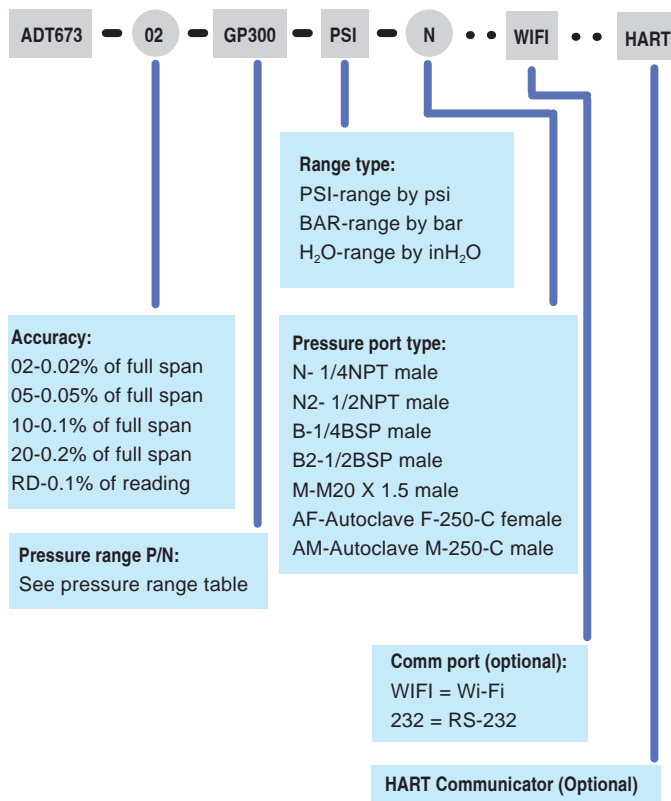 ADT673 – 02 – GP300 – PSI – N • • WIFI • • HART
Range type:
PSI-range by psi
BAR-range by bar
H₂O-range by inH₂O
Accuracy:
02-0.02% of full span
05-0.05% of full span
10-0.1% of full span
20-0.2% of full span
RD-0.1% of reading
Pressure port type:
N- 1/4NPT male
N2- 1/2NPT male
B-1/4BSP male
B2-1/2BSP male
M-M20 X 1.5 male
AF-Autoclave F-250-C female
AM-Autoclave M-250-C male
Pressure range P/N:
See pressure range table
Comm port (optional):
WIFI = Wi-Fi
232 = RS-232
HART Communicator (Optional)